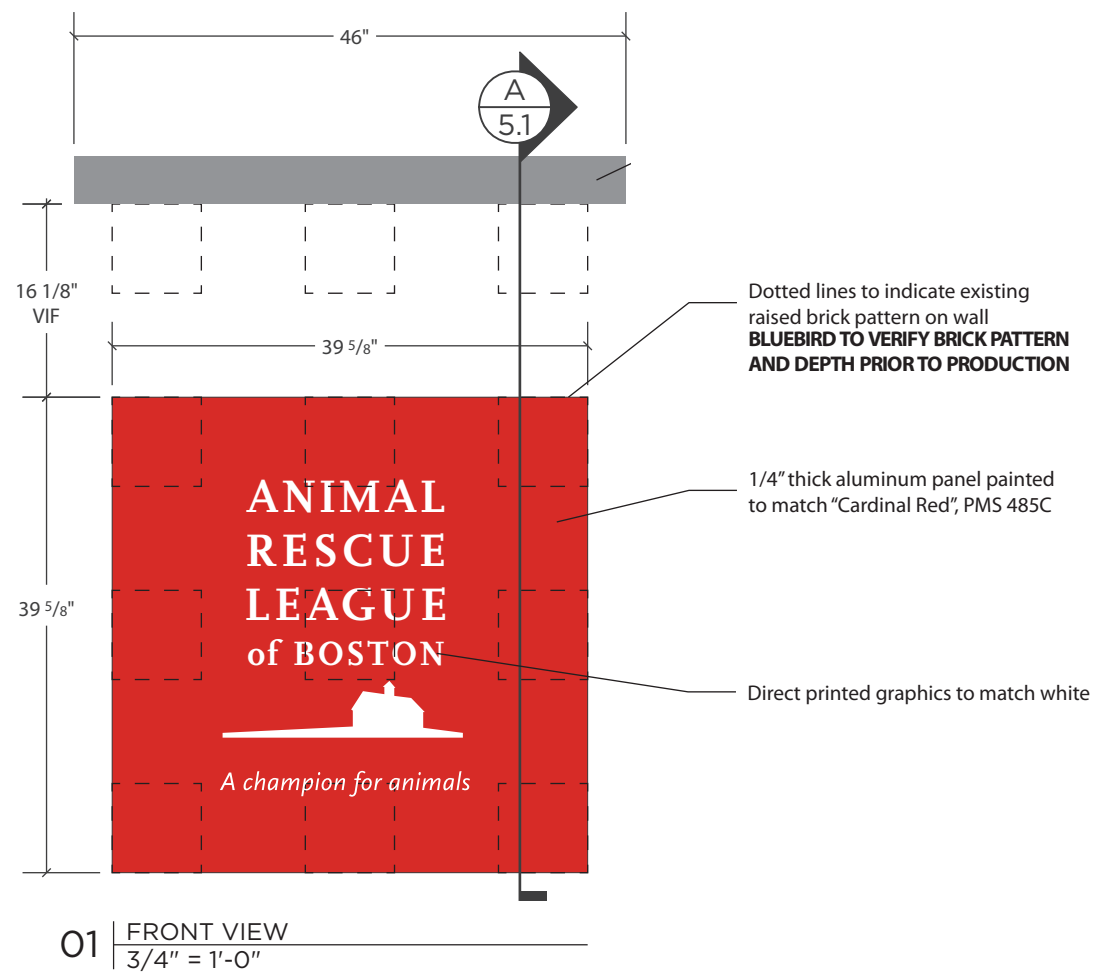 46"
A
5.1
16 1/8"
VIF
39 5/8"
Dotted lines to indicate existing
raised brick pattern on wall
BLUEBIRD TO VERIFY BRICK PATTERN
AND DEPTH PRIOR TO PRODUCTION
1/4” thick aluminum panel painted
to match “Cardinal Red”, PMS 485C
ANIMAL
RESCUE
LEAGUE
of BOSTON
39 5/8"
Direct printed graphics to match white
A champion for animals
01
FRONT VIEW
3/4" = 1'-0"